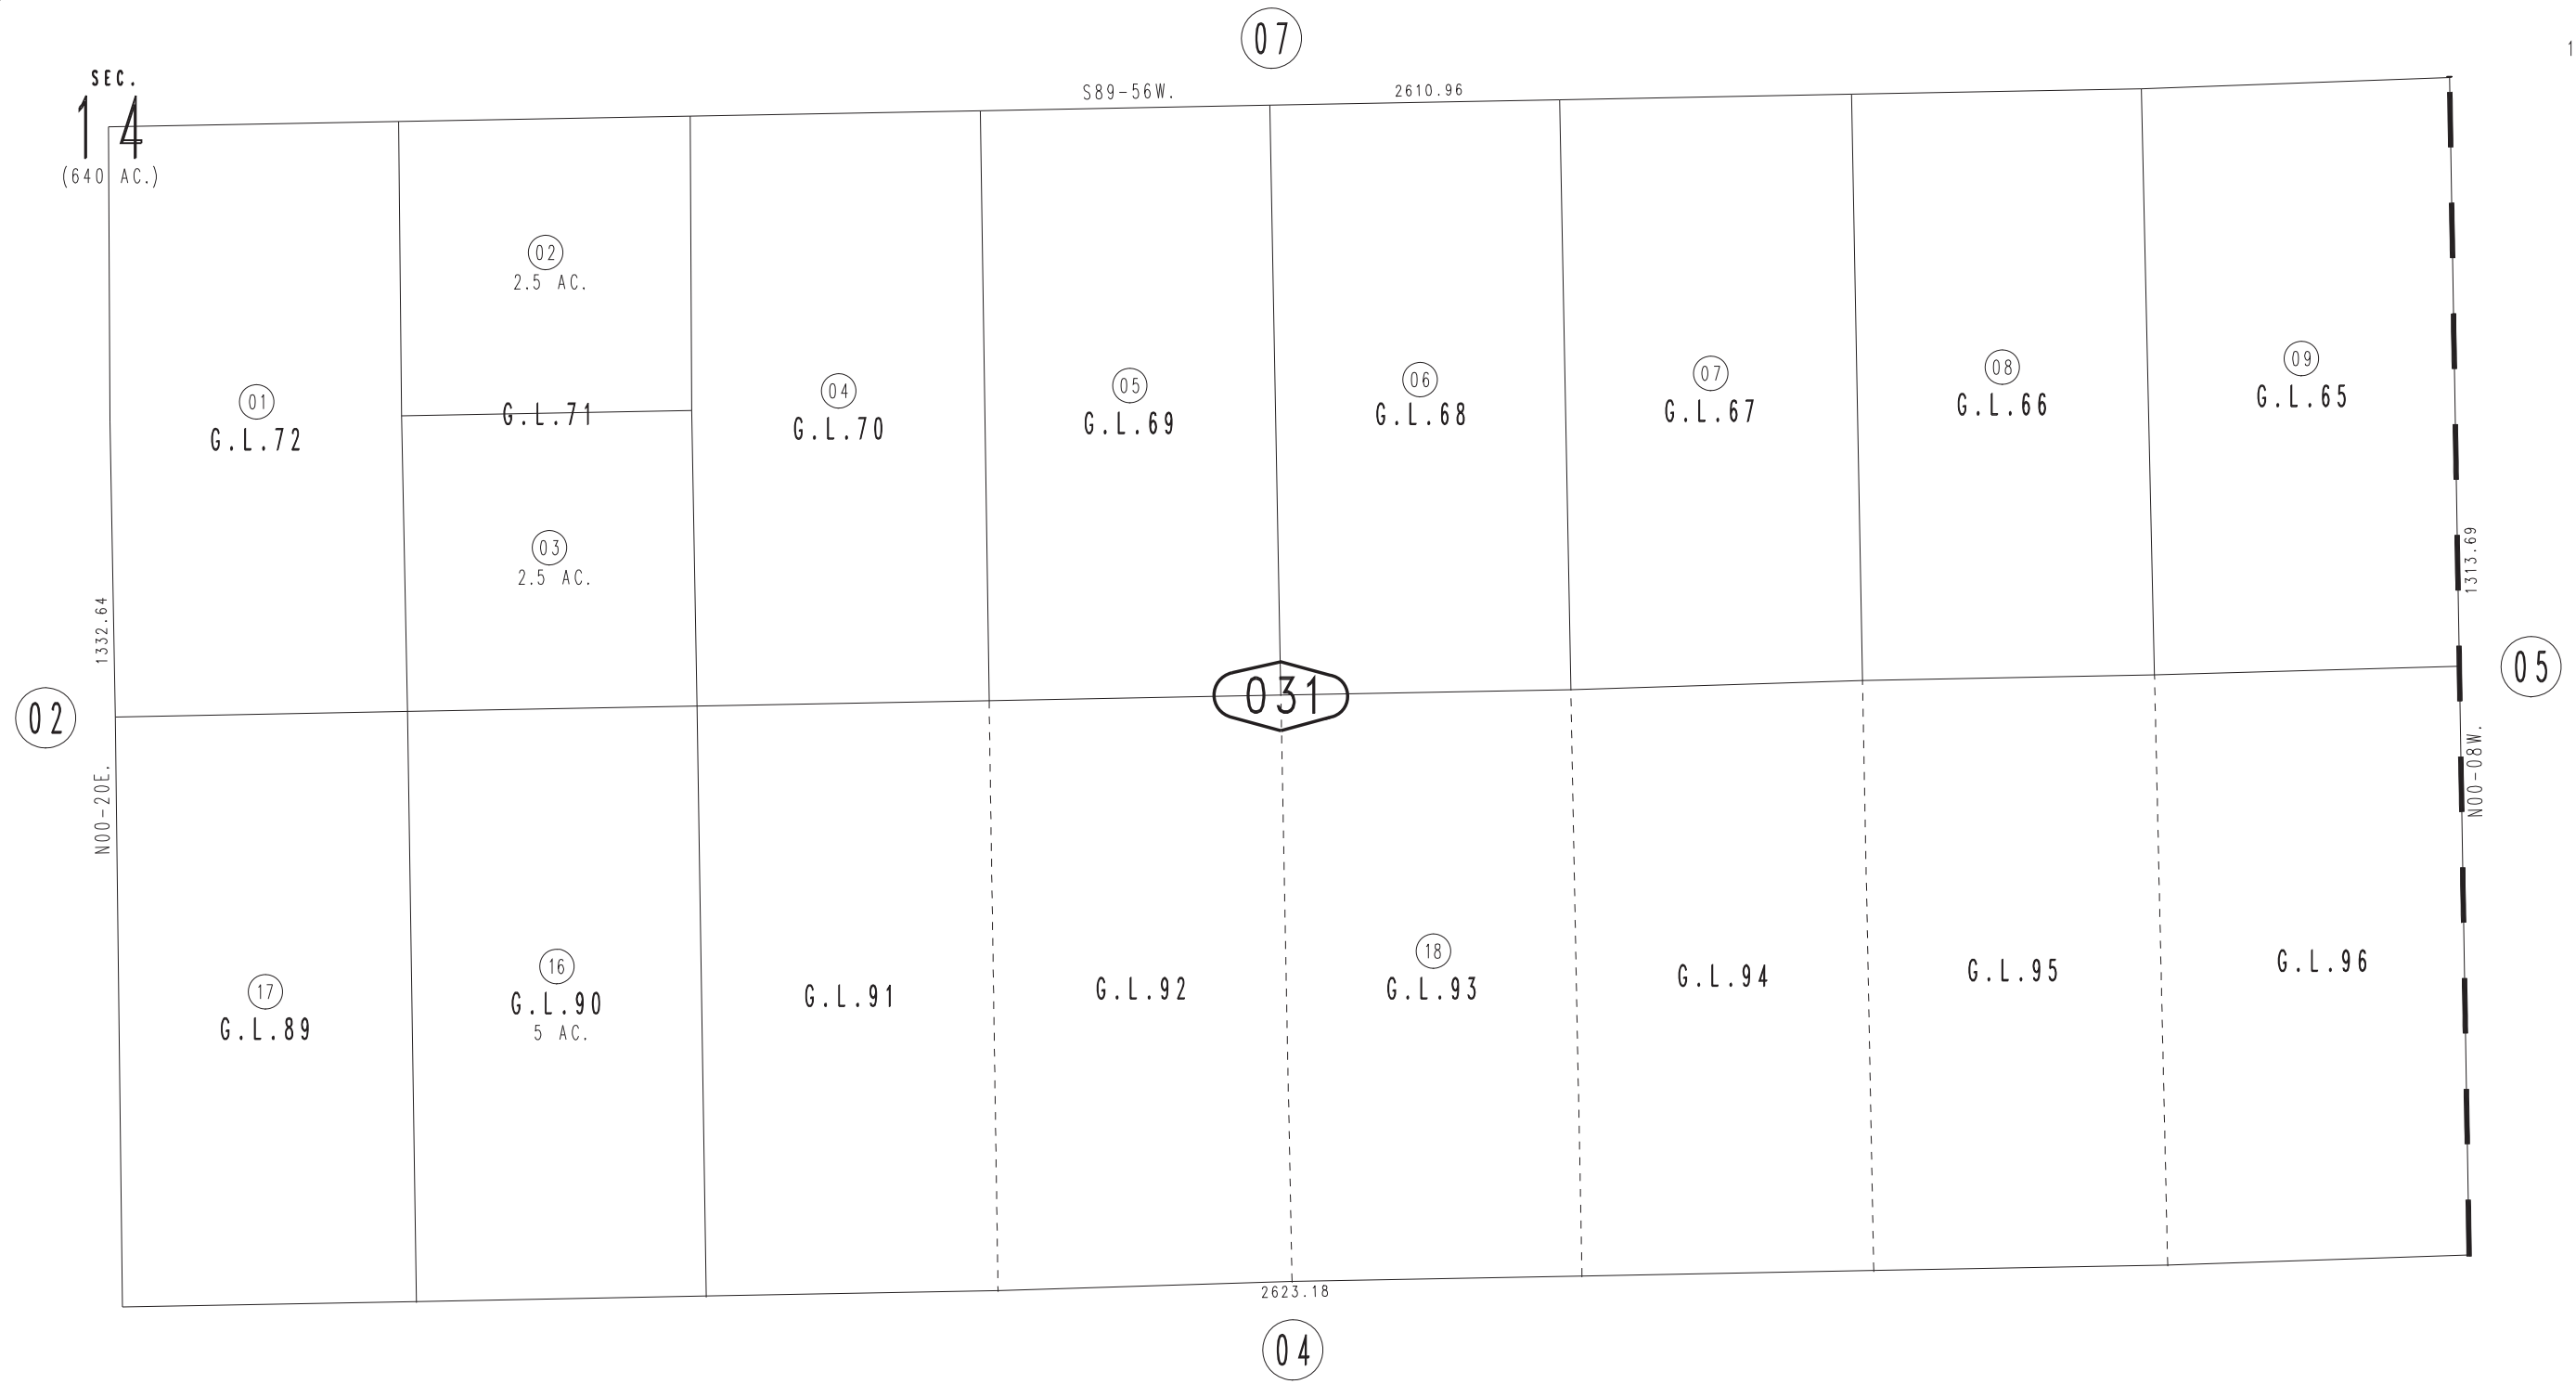 07
1
SEC.
14
(640 AC.)
S89-56W.
2610.96
02
2.5 AC.
01
G.L.72
G.L.71
04
G.L.70
05
G.L.69
06
G.L.68
07
G.L.67
08
G.L.66
09
G.L.65
03
2.5 AC.
1332.64
1313.69
02
031
05
N00-20E.
N00-08W.
17
G.L.89
16
G.L.90
5 AC.
G.L.91
G.L.92
18
G.L.93
G.L.94
G.L.95
G.L.96
2623.18
04